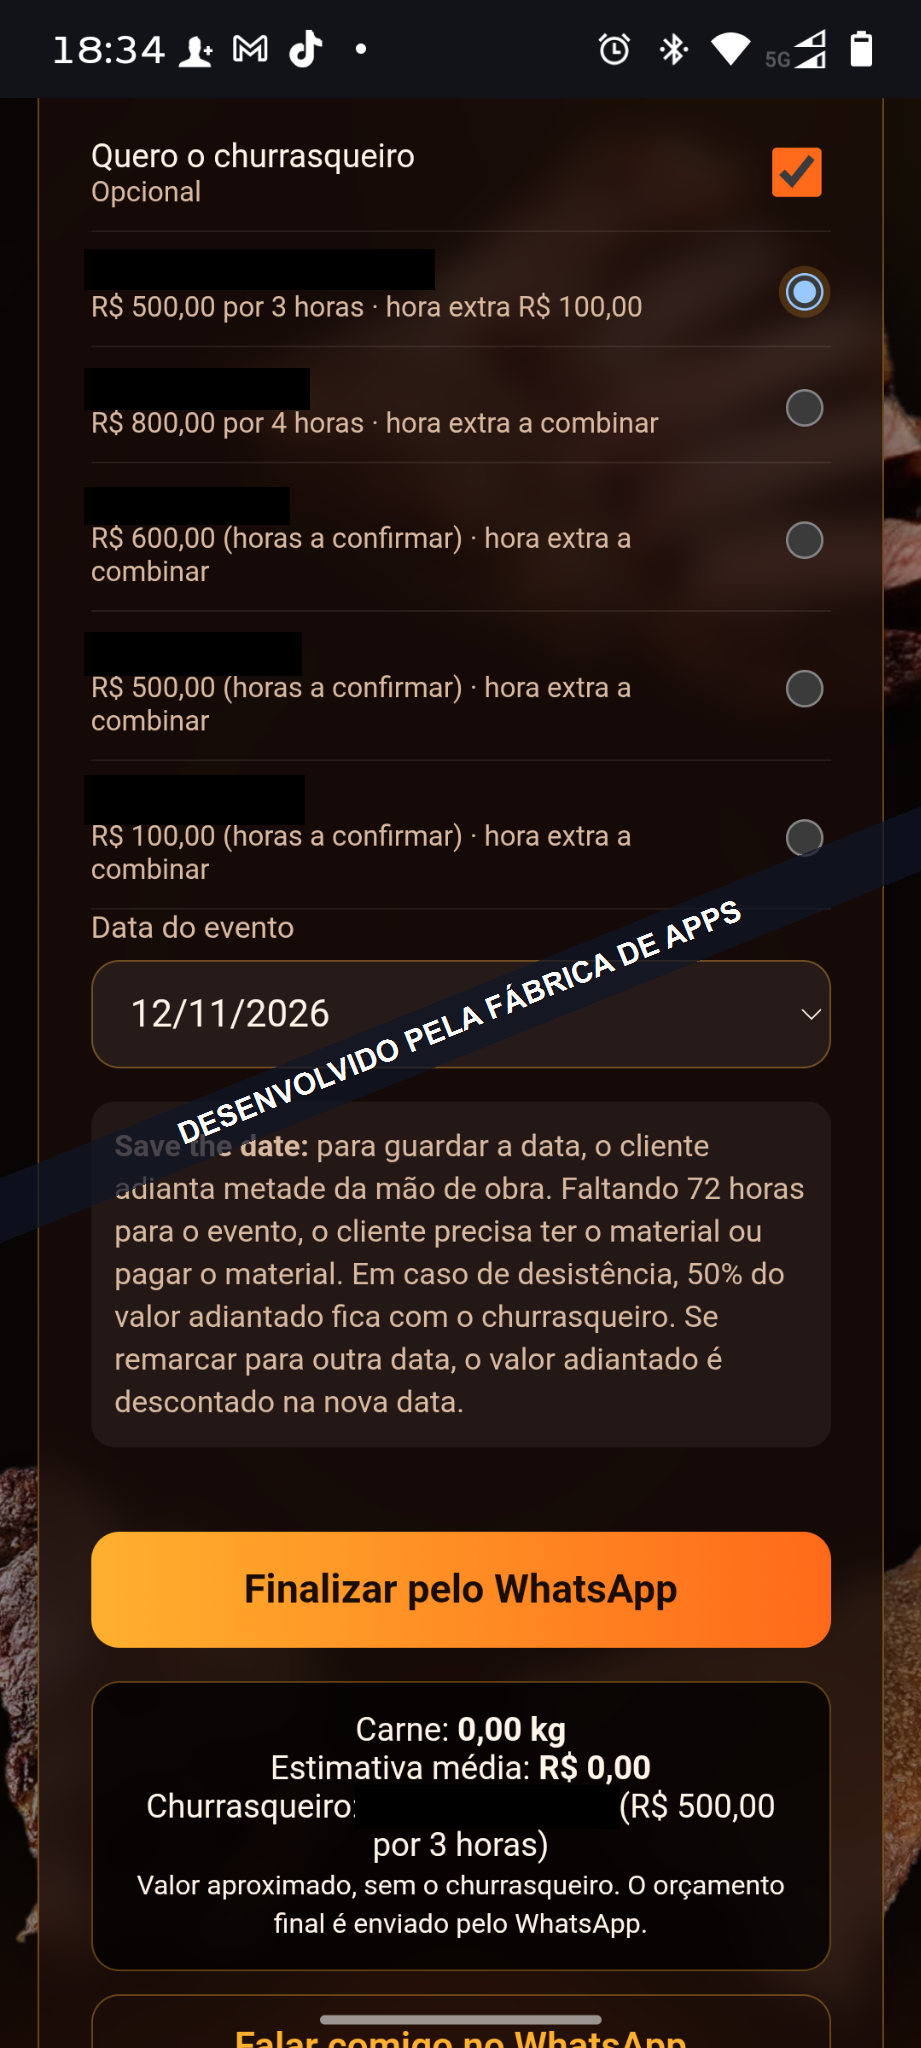 18:34
5G
Quero o churrasqueiro
Opcional
R$ 500,00 por 3 horas · hora extra R$ 100,00
R$ 800,00 por 4 horas · hora extra a combinar
R$ 600,00 (horas a confirmar) · hora extra a
combinar
R$ 500,00 (horas a confirmar) · hora extra a
combinar
R$ 100,00 (horas a confirmar) · hora extra a
combinar
Data do evento
12/11/2026
DESENVOLVIDO PELA FÁBRICA DE APPS
Save the date: para guardar a data, o cliente
adianta metade da mão de obra. Faltando 72 horas
para o evento, o cliente precisa ter o material ou
pagar o material. Em caso de desistência, 50% do
valor adiantado fica com o churrasqueiro. Se
remarcar para outra data, o valor adiantado é
descontado na nova data.
Finalizar pelo WhatsApp
Carne: 0,00 kg
Estimativa média: R$ 0,00
Churrasqueiro: (R$ 500,00
por 3 horas)
Valor aproximado, sem o churrasqueiro. O orçamento
final é enviado pelo WhatsApp.
Falar comigo no WhatsApp